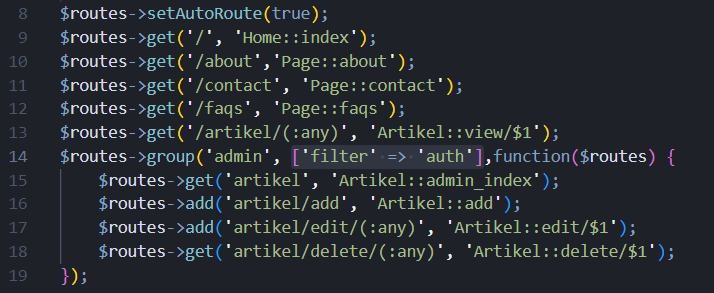 8 $routes->setAutoRoute(true);
9 $routes->get('/', 'Home::index');
10 $routes->get('/about','Page::about');
11 $routes->get('/contact', 'Page::contact');
12 $routes->get('/faqs', 'Page::faqs');
13 $routes->get('/artikel/(:any)', 'Artikel::view/$1');
14 $routes->group('admin', ['filter' => 'auth'],function($routes) {
15     $routes->get('artikel', 'Artikel::admin_index');
16     $routes->add('artikel/add', 'Artikel::add');
17     $routes->add('artikel/edit/(:any)', 'Artikel::edit/$1');
18     $routes->get('artikel/delete/(:any)', 'Artikel::delete/$1');
19 });